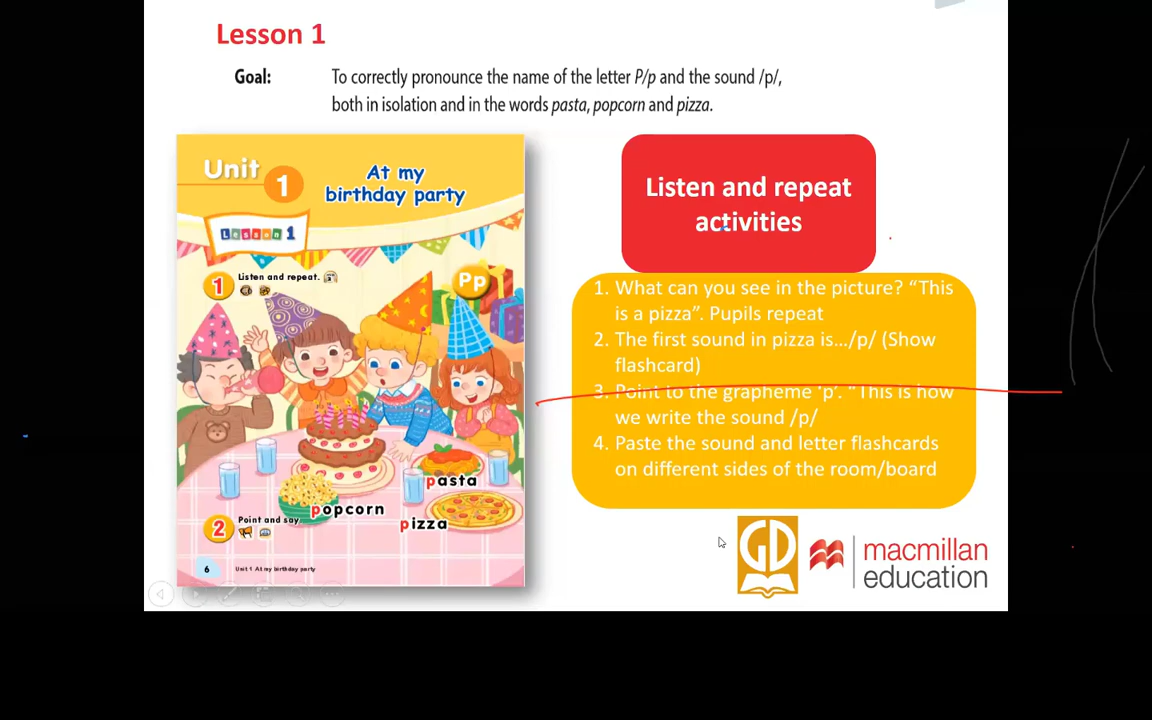 Lesson 1
Goal: To correctly pronounce the name of the letter P/p and the sound /p/,
both in isolation and in the words pasta, popcorn and pizza.
Unit 1
At my
birthday party
Lesson 1
1 Listen and repeat.
Pp
pasta
popcorn
pizza
2 Point and say
6 Unit 1 At my birthday party
Listen and repeat
activities
1. What can you see in the picture? “This
is a pizza”. Pupils repeat
2. The first sound in pizza is.../p/ (Show
flashcard)
3. Point to the grapheme ‘p’. “This is how
we write the sound /p/
4. Paste the sound and letter flashcards
on different sides of the room/board
GD
macmillan
education